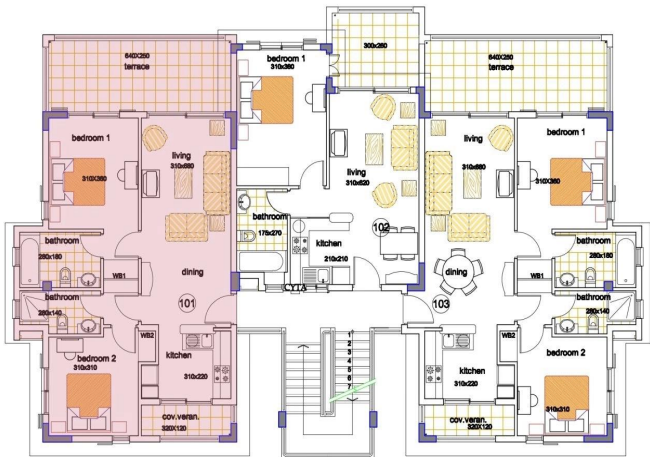 640X250
terrace
bedroom 1
310x360
300x250
640X250
terrace
bedroom 1
310X360
living
310x680
living
310x620
living
310x680
bedroom 1
310X360
bathroom
175x270
bathroom
280x180
WB1
dining
101
102
kitchen
210x210
CYTA
dining
103
bathroom
280x180
WB1
bathroom
280x140
WB2
bedroom 2
310x310
kitchen
310x220
cov.veran.
320X120
1
2
3
4
5
6
7
bathroom
280x140
WB2
bedroom 2
310x310
kitchen
310x220
cov.veran.
320X120